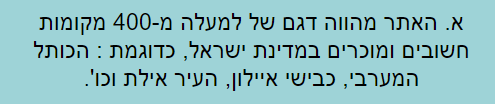 א. האתר מהווה דגם של למעלה מ-400 מקומות
חשובים ומוכרים במדינת ישראל, כדוגמת : הכותל
המערבי, כבישי איילון, העיר אילת וכו'.